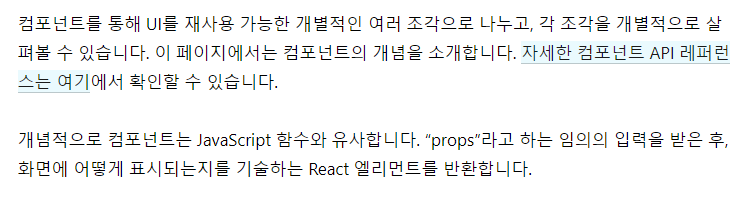 컴포넌트를 통해 UI를 재사용 가능한 개별적인 여러 조각으로 나누고, 각 조각을 개별적으로 살
펴볼 수 있습니다. 이 페이지에서는 컴포넌트의 개념을 소개합니다. 자세한 컴포넌트 API 레퍼런
스는 여기에서 확인할 수 있습니다.
개념적으로 컴포넌트는 JavaScript 함수와 유사합니다. “props”라고 하는 임의의 입력을 받은 후,
화면에 어떻게 표시되는지를 기술하는 React 엘리먼트를 반환합니다.